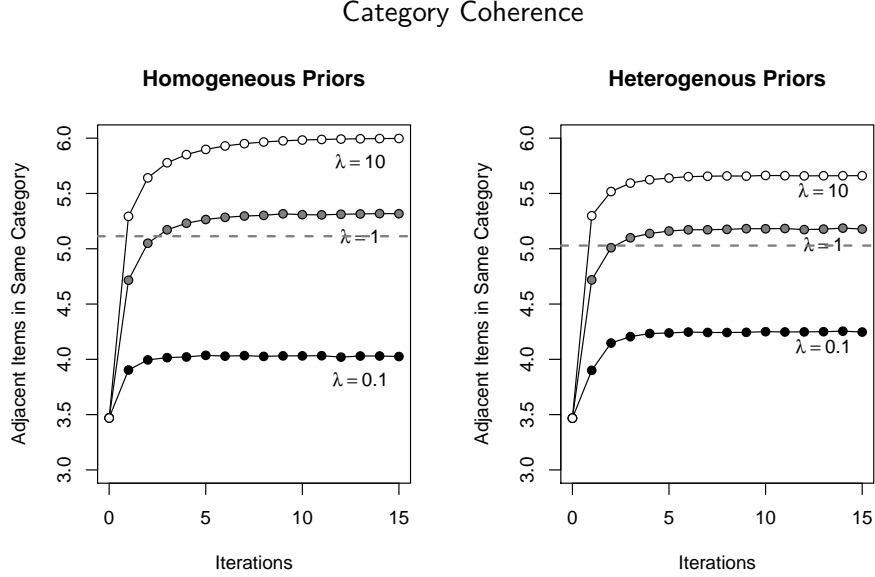 Category Coherence
Homogeneous Priors
Adjacent Items in Same Category
6.0
5.5
5.0
4.5
4.0
3.5
3.0
λ = 10
λ = 1
λ = 0.1
0 5 10 15
Iterations
Heterogenous Priors
Adjacent Items in Same Category
6.0
5.5
5.0
4.5
4.0
3.5
3.0
λ = 10
λ = 1
λ = 0.1
0 5 10 15
Iterations